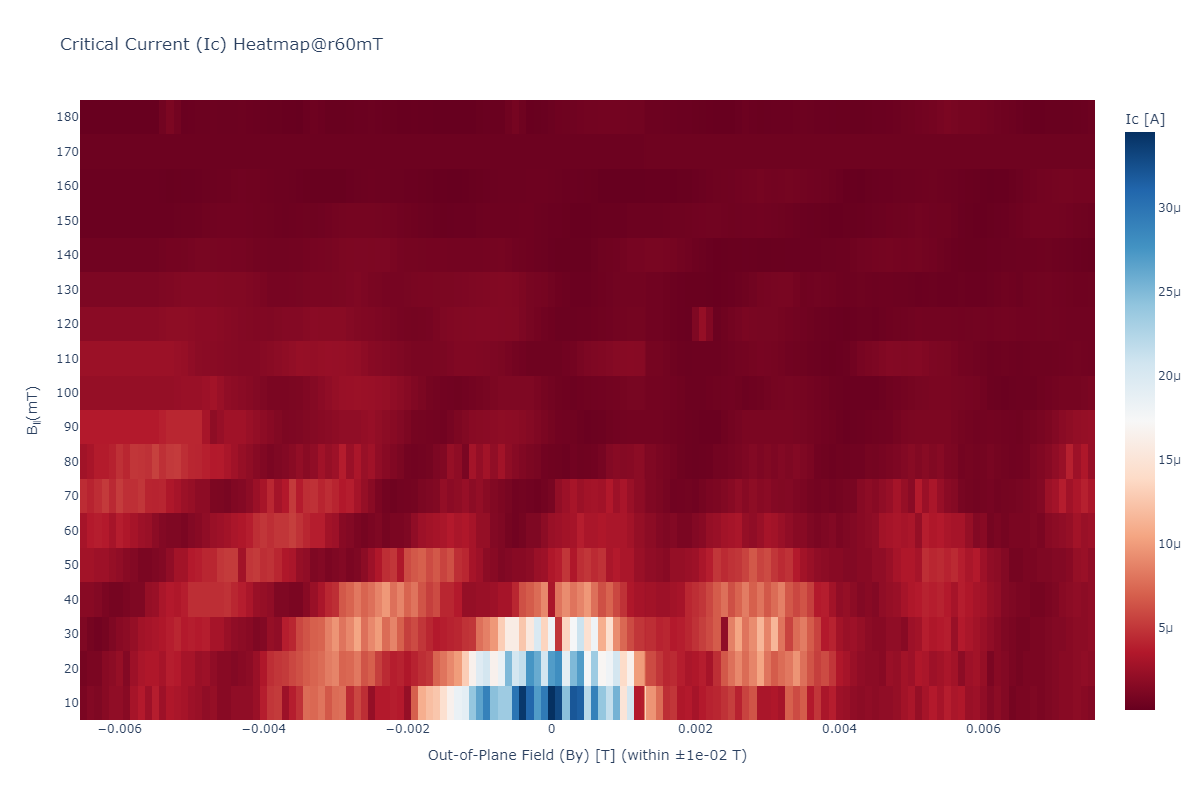 Critical Current (Ic) Heatmap@r60mT
Ic [A]
180
170
160
150
140
130
120
110
100
90
80
70
60
50
40
30
20
10
B||(mT)
30μ
25μ
20μ
15μ
10μ
5μ
−0.006
−0.004
−0.002
0
0.002
0.004
0.006
Out-of-Plane Field (By) [T] (within ±1e-02 T)